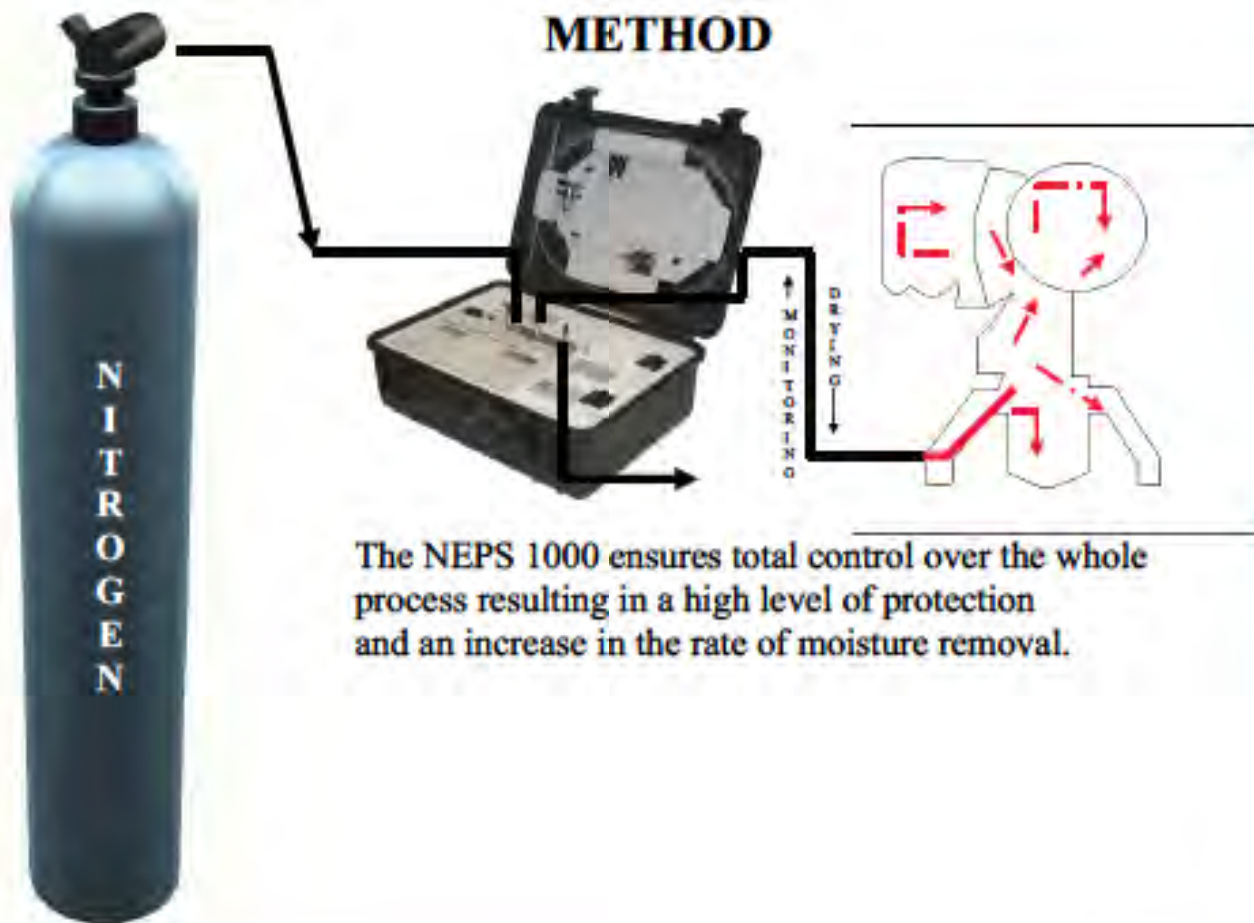 METHOD
NITROGEN
MONITORING
DRYING
The NEPS 1000 ensures total control over the whole
process resulting in a high level of protection
and an increase in the rate of moisture removal.